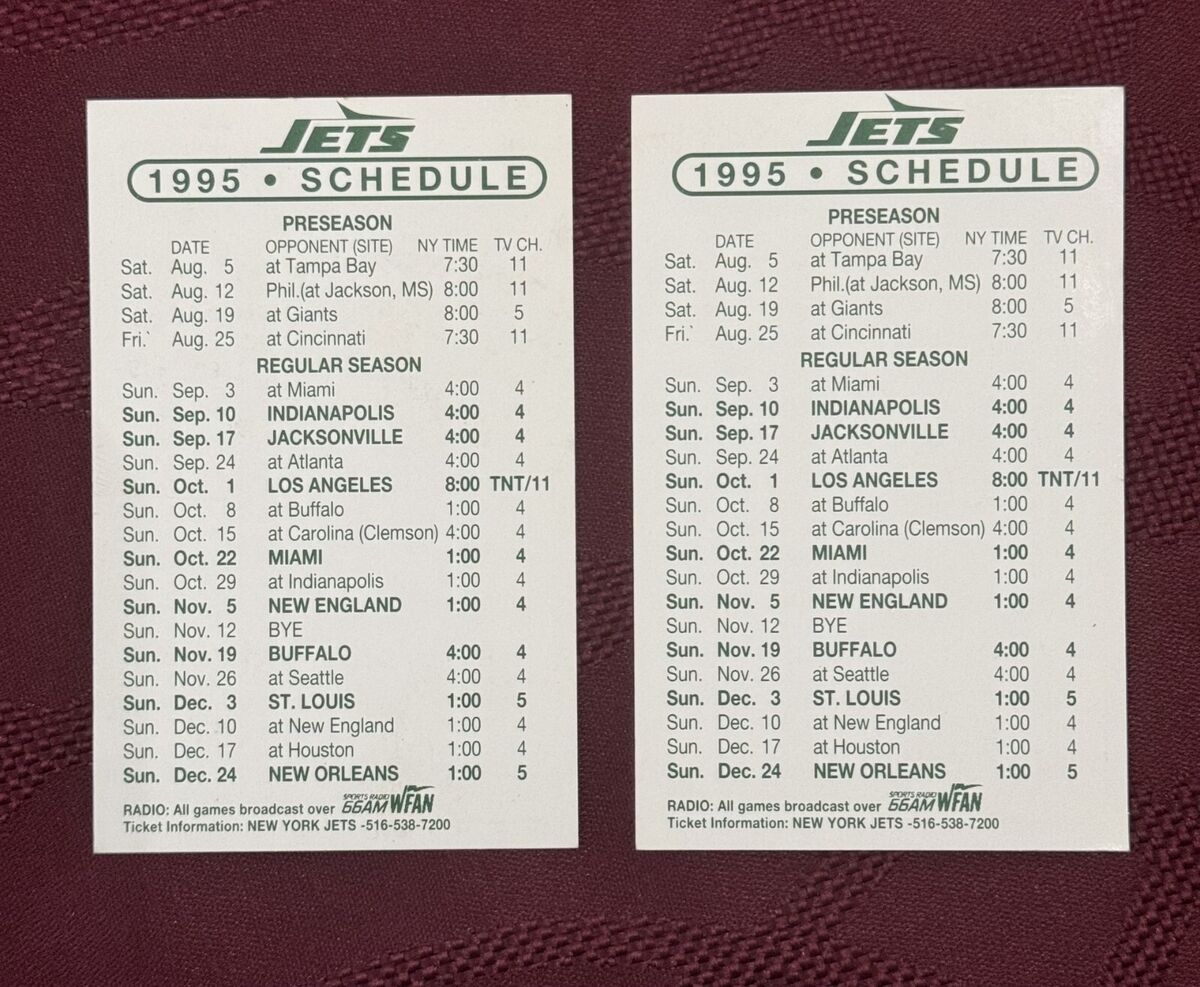 JETS
1995 • SCHEDULE
PRESEASON
DATE OPPONENT (SITE) NY TIME TV CH.
Sat. Aug. 5 at Tampa Bay 7:30 11
Sat. Aug. 12 Phil.(at Jackson, MS) 8:00 11
Sat. Aug. 19 at Giants 8:00 5
Fri. Aug. 25 at Cincinnati 7:30 11
REGULAR SEASON
Sun. Sep. 3 at Miami 4:00 4
Sun. Sep. 10 INDIANAPOLIS 4:00 4
Sun. Sep. 17 JACKSONVILLE 4:00 4
Sun. Sep. 24 at Atlanta 4:00 4
Sun. Oct. 1 LOS ANGELES 8:00 TNT/11
Sun. Oct. 8 at Buffalo 1:00 4
Sun. Oct. 15 at Carolina (Clemson) 4:00 4
Sun. Oct. 22 MIAMI 1:00 4
Sun. Oct. 29 at Indianapolis 1:00 4
Sun. Nov. 5 NEW ENGLAND 1:00 4
Sun. Nov. 12 BYE
Sun. Nov. 19 BUFFALO 4:00 4
Sun. Nov. 26 at Seattle 4:00 4
Sun. Dec. 3 ST. LOUIS 1:00 5
Sun. Dec. 10 at New England 1:00 4
Sun. Dec. 17 at Houston 1:00 4
Sun. Dec. 24 NEW ORLEANS 1:00 5
RADIO: All games broadcast over SPORTS RADIO 66AM WFAN
Ticket Information: NEW YORK JETS -516-538-7200
JETS
1995 • SCHEDULE
PRESEASON
DATE OPPONENT (SITE) NY TIME TV CH.
Sat. Aug. 5 at Tampa Bay 7:30 11
Sat. Aug. 12 Phil.(at Jackson, MS) 8:00 11
Sat. Aug. 19 at Giants 8:00 5
Fri. Aug. 25 at Cincinnati 7:30 11
REGULAR SEASON
Sun. Sep. 3 at Miami 4:00 4
Sun. Sep. 10 INDIANAPOLIS 4:00 4
Sun. Sep. 17 JACKSONVILLE 4:00 4
Sun. Sep. 24 at Atlanta 4:00 4
Sun. Oct. 1 LOS ANGELES 8:00 TNT/11
Sun. Oct. 8 at Buffalo 1:00 4
Sun. Oct. 15 at Carolina (Clemson) 4:00 4
Sun. Oct. 22 MIAMI 1:00 4
Sun. Oct. 29 at Indianapolis 1:00 4
Sun. Nov. 5 NEW ENGLAND 1:00 4
Sun. Nov. 12 BYE
Sun. Nov. 19 BUFFALO 4:00 4
Sun. Nov. 26 at Seattle 4:00 4
Sun. Dec. 3 ST. LOUIS 1:00 5
Sun. Dec. 10 at New England 1:00 4
Sun. Dec. 17 at Houston 1:00 4
Sun. Dec. 24 NEW ORLEANS 1:00 5
RADIO: All games broadcast over SPORTS RADIO 66AM WFAN
Ticket Information: NEW YORK JETS -516-538-7200